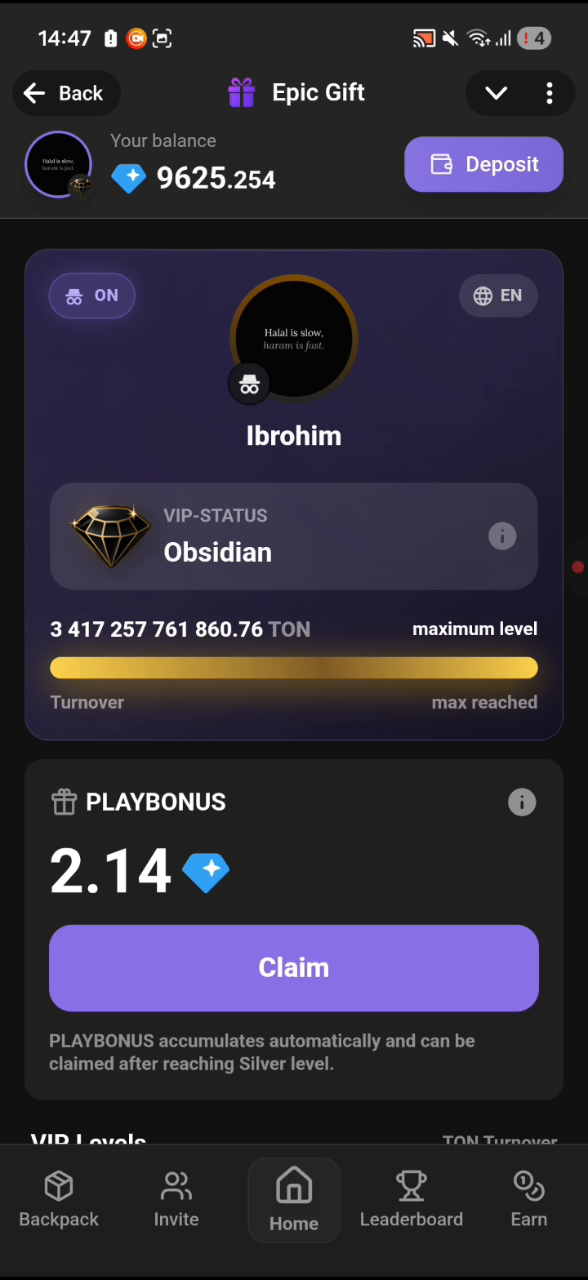 14:47
4
Back
Epic Gift
Your balance
9625.254
Deposit
ON
EN
Halal is slow,
haram is fast.
Ibrohim
VIP-STATUS
Obsidian
3 417 257 761 860.76 TON
maximum level
Turnover
max reached
PLAYBONUS
2.14
Claim
PLAYBONUS accumulates automatically and can be
claimed after reaching Silver level.
VIP Levels
TON Turnover
Backpack
Invite
Home
Leaderboard
Earn